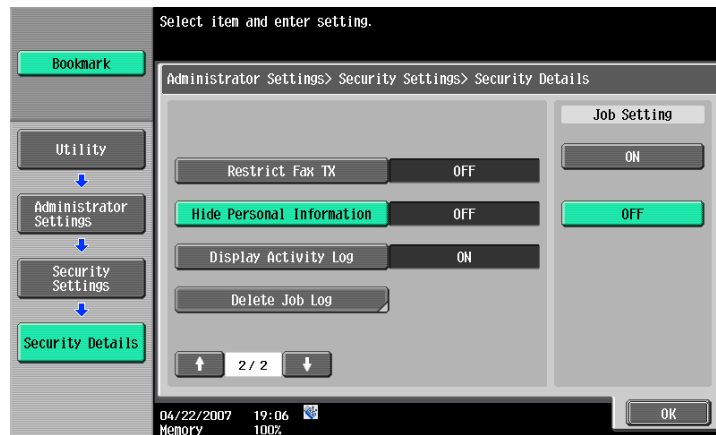 Select item and enter setting.
Bookmark
Administrator Settings> Security Settings> Security Details
Job Setting
Utility
ON
Restrict Fax TX OFF
Administrator
Settings
Hide Personal Information OFF
OFF
Display Activity Log ON
Security
Settings
Delete Job Log
Security Details
2/ 2
OK
04/22/2007 19:06
Memory 100%